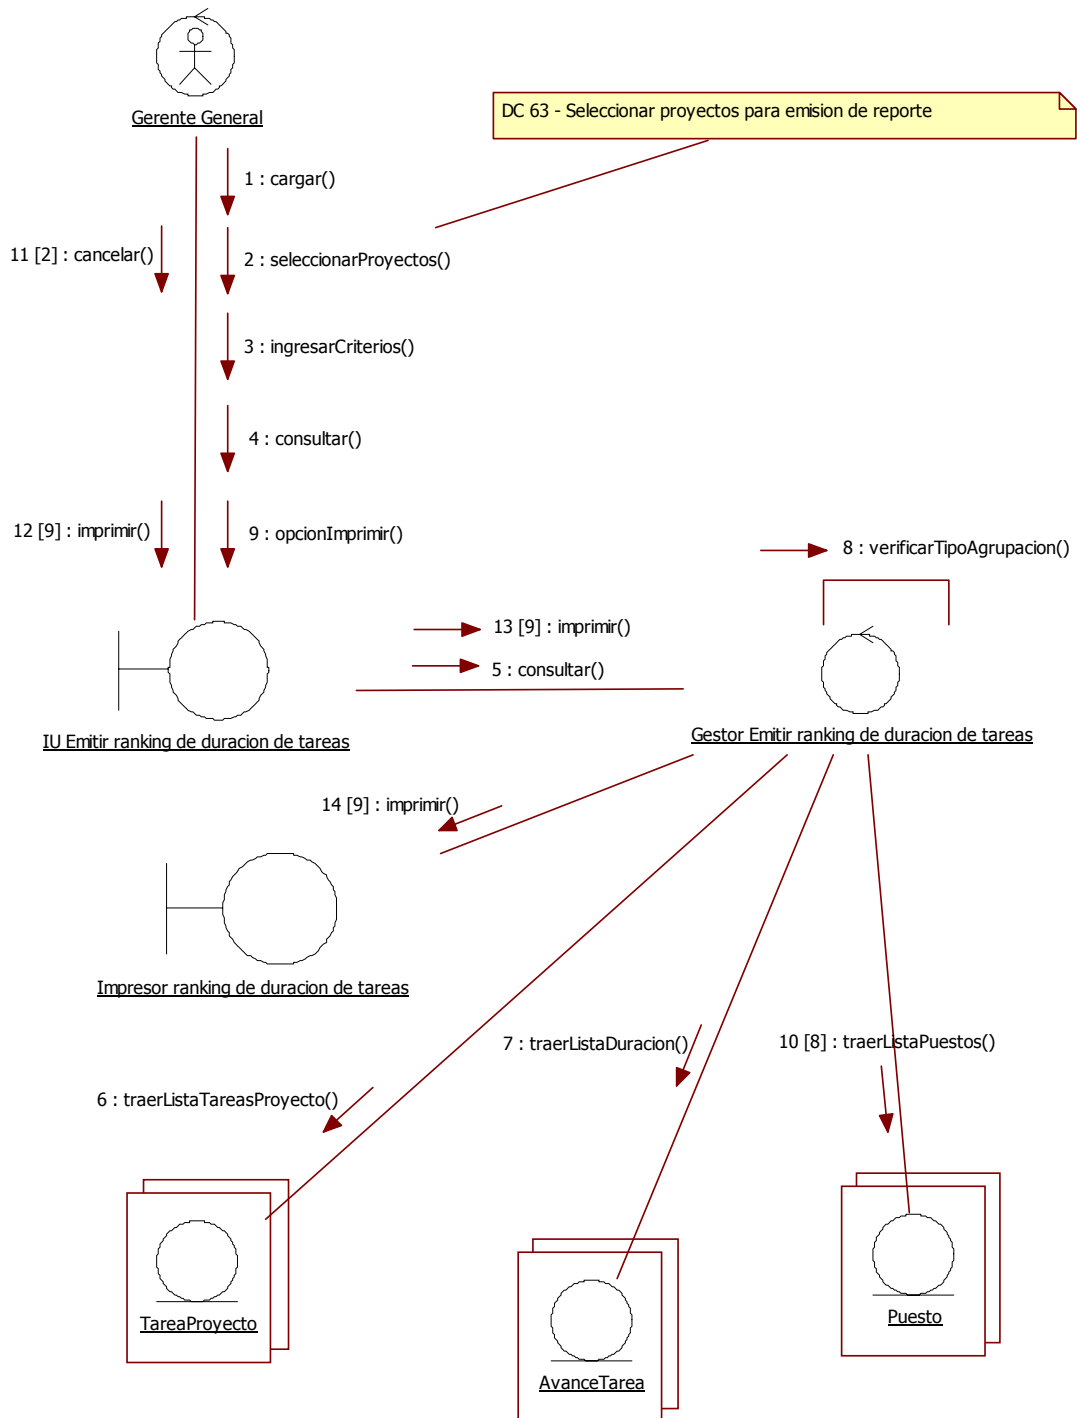 Gerente General
DC 63 - Seleccionar proyectos para emision de reporte
1 : cargar()
11 [2] : cancelar()
2 : seleccionarProyectos()
3 : ingresarCriterios()
4 : consultar()
12 [9] : imprimir()
9 : opcionImprimir()
8 : verificarTipoAgrupacion()
13 [9] : imprimir()
5 : consultar()
IU Emitir ranking de duracion de tareas
Gestor Emitir ranking de duracion de tareas
14 [9] : imprimir()
Impresor ranking de duracion de tareas
7 : traerListaDuracion()
10 [8] : traerListaPuestos()
6 : traerListaTareasProyecto()
TareaProyecto
Puesto
AvanceTarea